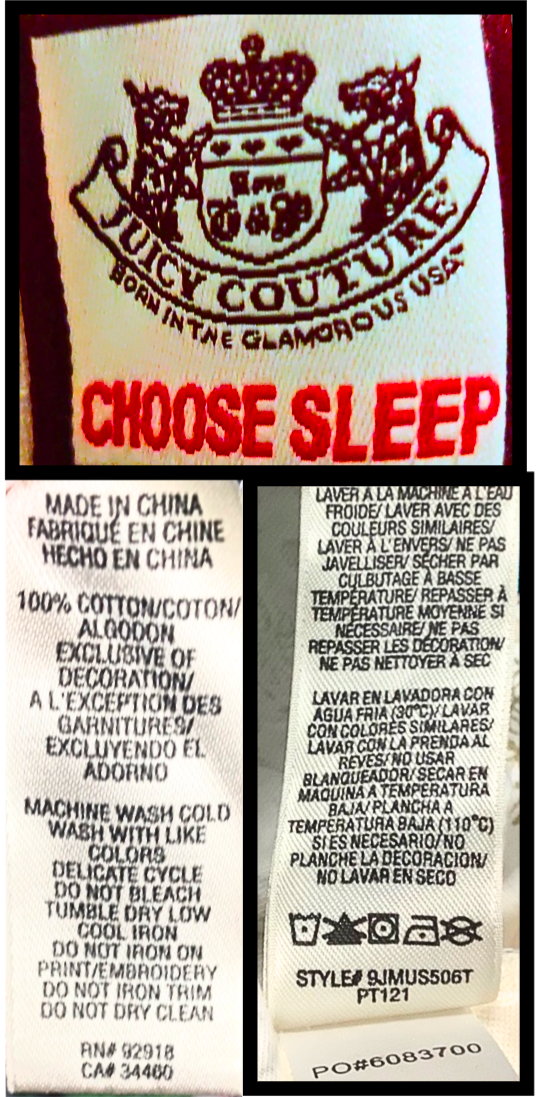 Love
G & P
JUICY COUTURE
BORN IN THE GLAMOROUS USA
CHOOSE SLEEP
MADE IN CHINA
FABRIQUÉ EN CHINE
HECHO EN CHINA
100% COTTON/COTON/
ALGODON
EXCLUSIVE OF
DECORATION/
A L'EXCEPTION DES
GARNITURES/
EXCLUYENDO EL
ADORNO
MACHINE WASH COLD
WASH WITH LIKE
COLORS
DELICATE CYCLE
DO NOT BLEACH
TUMBLE DRY LOW
COOL IRON
DO NOT IRON ON
PRINT/EMBROIDERY
DO NOT IRON TRIM
DO NOT DRY CLEAN
RN# 92918
CA# 34460
LAVER À LA MACHINE À L'EAU
FROIDE/ LAVER AVEC DES
COULEURS SIMILAIRES/
LAVER À L'ENVERS/ NE PAS
JAVELLISER/ SÉCHER PAR
CULBUTAGE À BASSE
TEMPÉRATURE/ REPASSER À
TEMPÉRATURE MOYENNE SI
NÉCESSAIRE/ NE PAS
REPASSER LES DÉCORATION/
NE PAS NETTOYER À SEC
LAVAR EN LAVADORA CON
AGUA FRIA (30°C)/ LAVAR
CON COLORES SIMILARES/
LAVAR CON LA PRENDA AL
REVES/ NO USAR
BLANQUEADOR/ SECAR EN
MAQUINA A TEMPERATURA
BAJA/ PLANCHA A
TEMPERATURA BAJA (110°C)
SI ES NECESARIO/ NO
PLANCHE LA DECORACION/
NO LAVAR EN SECO
STYLE# 9JMUS506T
PT121
PO#6083700